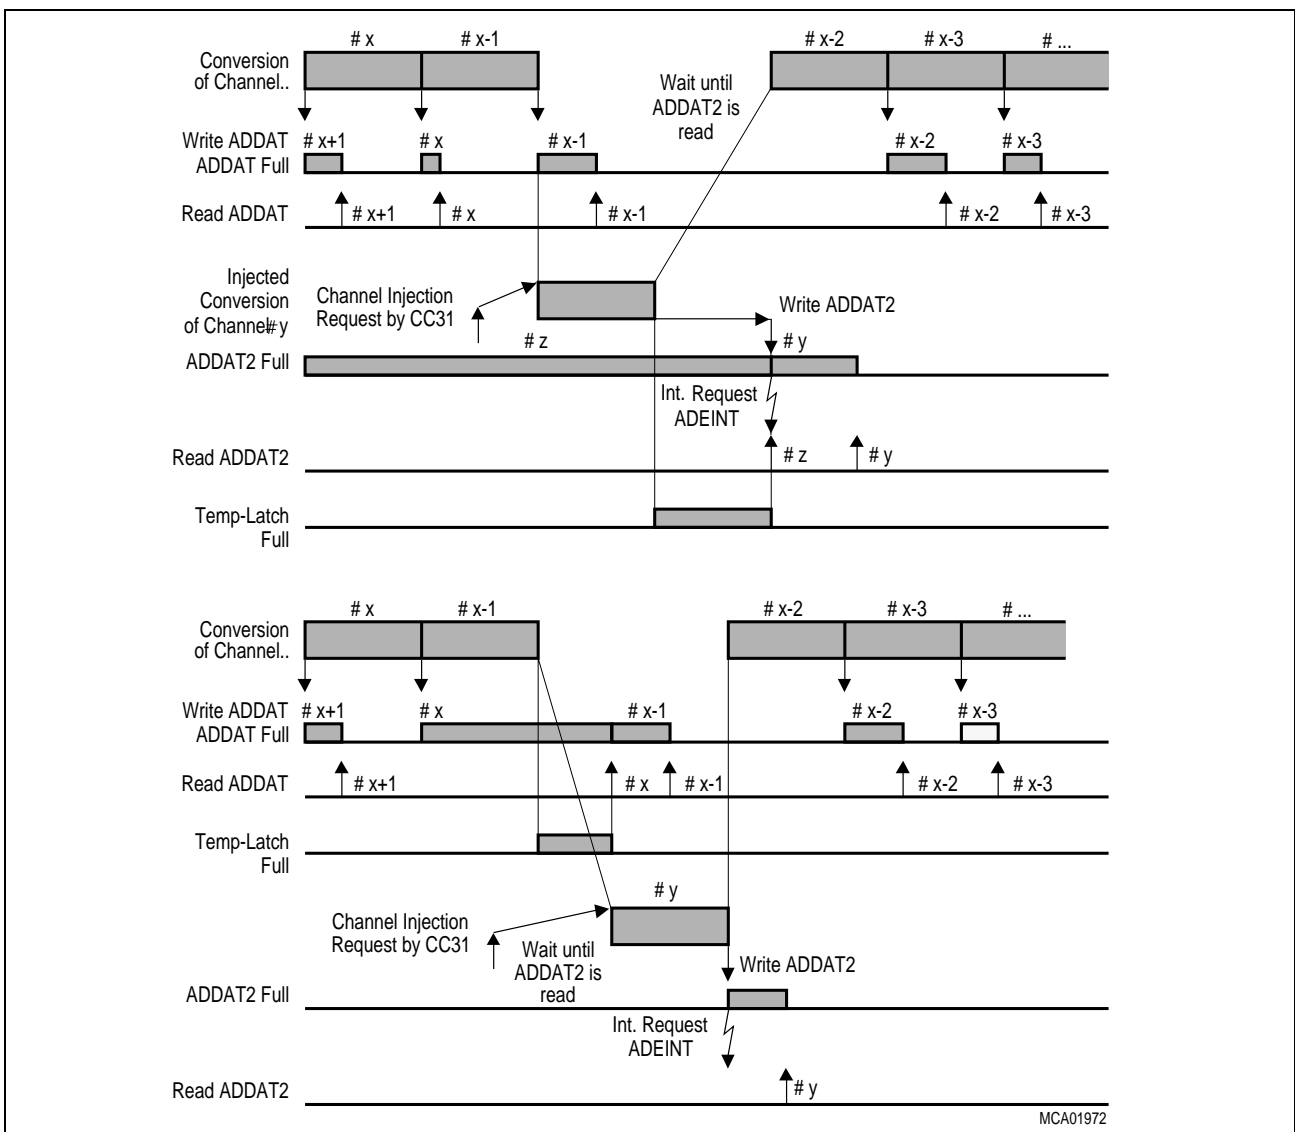 # x # x-1 # x-2 # x-3 # ...
Conversion
of Channel..
Wait until
ADDAT2 is
read
Write ADDAT # x+1 # x # x-1 # x-2 # x-3
ADDAT Full
Read ADDAT # x+1 # x # x-1 # x-2 # x-3
Injected
Conversion
of Channel# y
Channel Injection
Request by CC31
Write ADDAT2
# z # y
ADDAT2 Full
Int. Request
ADEINT
Read ADDAT2 # z # y
Temp-Latch
Full
# x # x-1 # x-2 # x-3 # ...
Conversion
of Channel..
Write ADDAT # x+1 # x # x-1 # x-2 # x-3
ADDAT Full
Read ADDAT # x+1 # x # x-1 # x-2 # x-3
Temp-Latch
Full
# y
Channel Injection
Request by CC31
Wait until
ADDAT2 is
read
Write ADDAT2
ADDAT2 Full
Int. Request
ADEINT
Read ADDAT2 # y
MCA01972